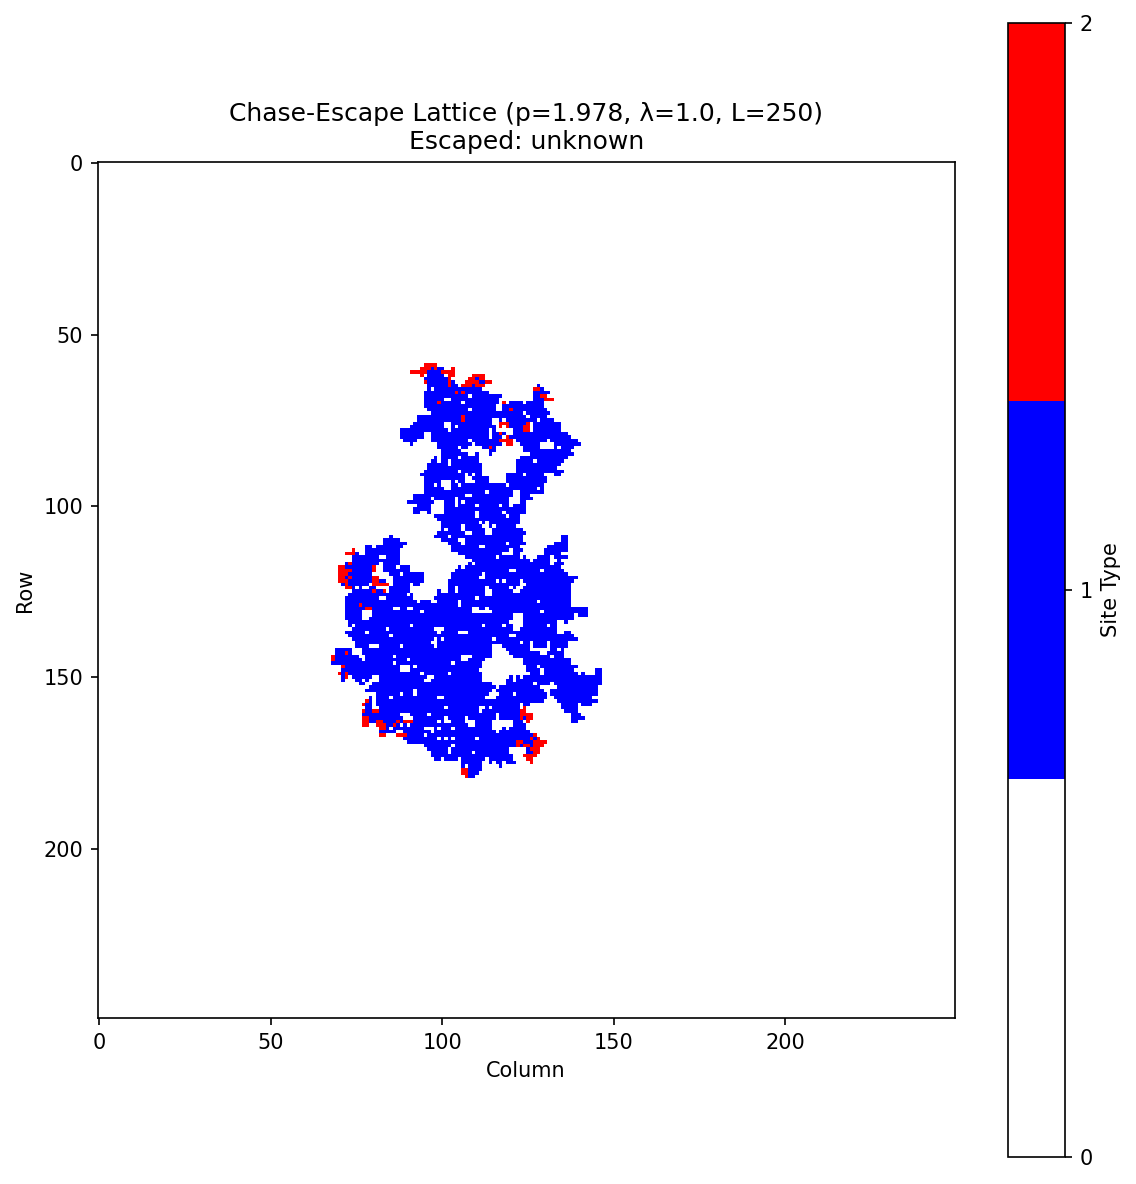 Chase-Escape Lattice (p=1.978, λ=1.0, L=250)
Escaped: unknown
0
50
100
150
200
Row
0
50
100
150
200
Column
2
1
0
Site Type